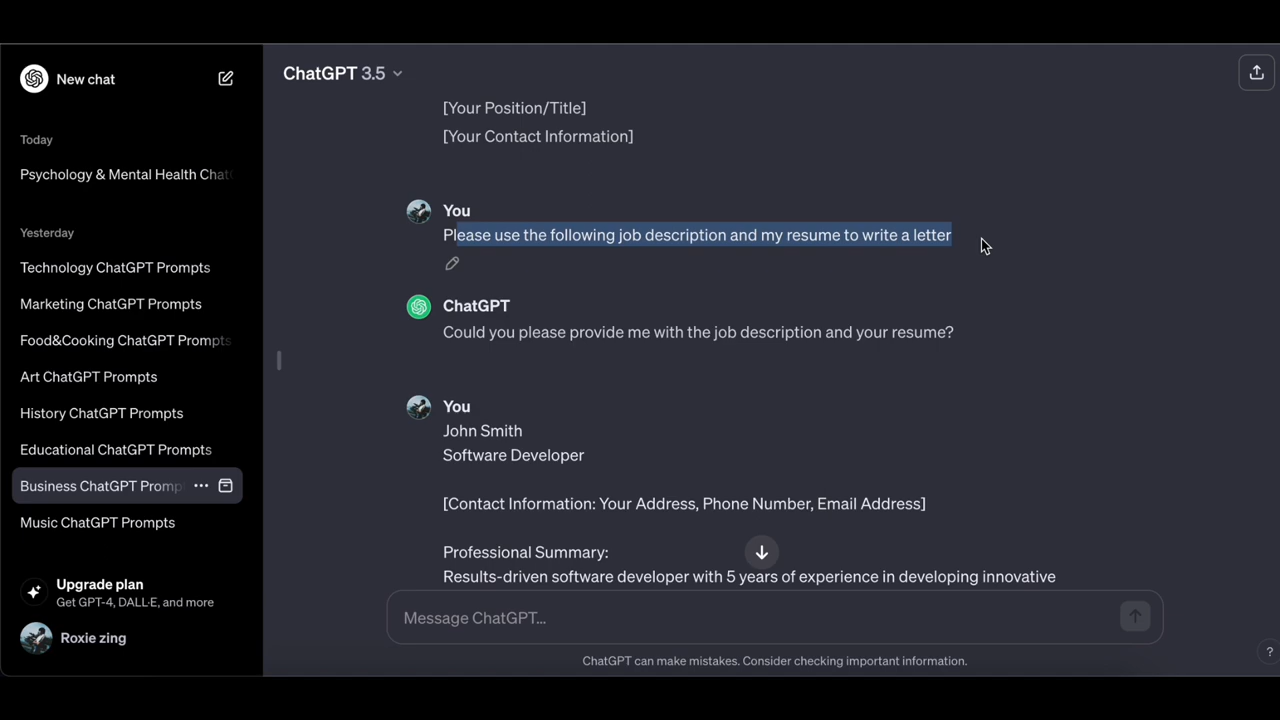 New chat
Today
Psychology & Mental Health Chat
Yesterday
Technology ChatGPT Prompts
Marketing ChatGPT Prompts
Food&Cooking ChatGPT Prompts
Art ChatGPT Prompts
History ChatGPT Prompts
Educational ChatGPT Prompts
Business ChatGPT Promp
Music ChatGPT Prompts
Upgrade plan
Get GPT-4, DALL·E, and more
Roxie zing
ChatGPT 3.5
[Your Position/Title]
[Your Contact Information]
You
Please use the following job description and my resume to write a letter
ChatGPT
Could you please provide me with the job description and your resume?
You
John Smith
Software Developer
[Contact Information: Your Address, Phone Number, Email Address]
Professional Summary:
Results-driven software developer with 5 years of experience in developing innovative
Message ChatGPT...
ChatGPT can make mistakes. Consider checking important information.
?